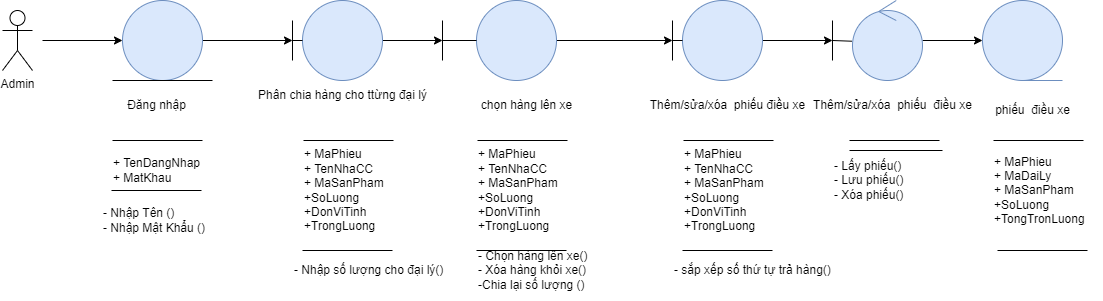 Admin
Đăng nhập
+ TenDangNhap
+ MatKhau
- Nhập Tên ()
- Nhập Mật Khẩu ()
Phân chia hàng cho ttừng đại lý
+ MaPhieu
+ TenNhaCC
+ MaSanPham
+SoLuong
+DonViTinh
+TrongLuong
- Nhập số lượng cho đại lý()
chọn hàng lên xe
+ MaPhieu
+ TenNhaCC
+ MaSanPham
+SoLuong
+DonViTinh
+TrongLuong
- Chọn hàng lên xe()
- Xóa hàng khỏi xe()
-Chia lại số lượng ()
Thêm/sửa/xóa phiếu điều xe
+ MaPhieu
+ TenNhaCC
+ MaSanPham
+SoLuong
+DonViTinh
+TrongLuong
- sắp xếp số thứ tự trả hàng()
Thêm/sửa/xóa phiếu điều xe
- Lấy phiếu()
- Lưu phiếu()
- Xóa phiếu()
phiếu điều xe
+ MaPhieu
+ MaDaiLy
+ MaSanPham
+SoLuong
+TongTronLuong